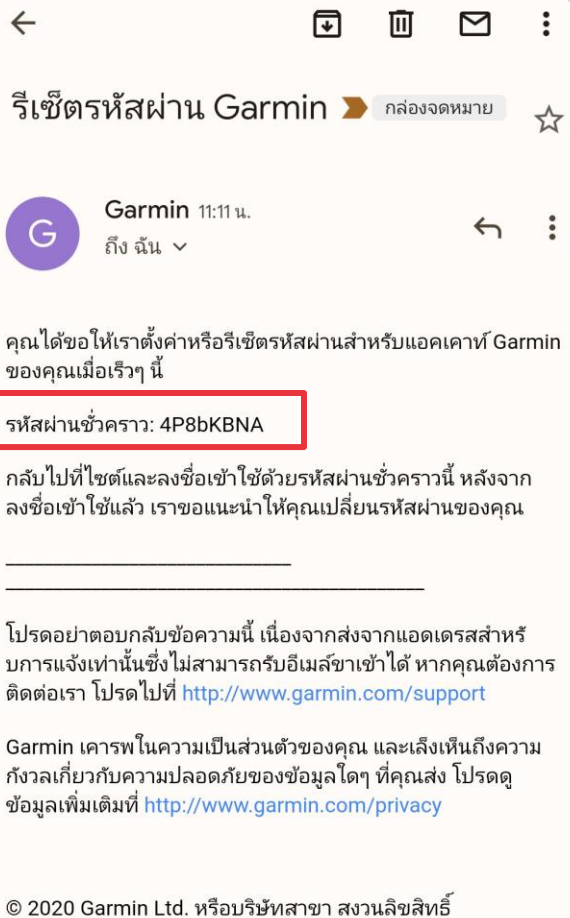 รีเซ็ตรหัสผ่าน Garmin
กล่องจดหมาย
G
Garmin 11:11 น.
ถึง ฉัน
คุณได้ขอให้เราตั้งค่าหรือรีเซ็ตรหัสผ่านสำหรับแอคเคาท์ Garmin
ของคุณเมื่อเร็วๆ นี้
รหัสผ่านชั่วคราว: 4P8bKBNA
กลับไปที่ไซต์และลงชื่อเข้าใช้ด้วยรหัสผ่านชั่วคราวนี้ หลังจาก
ลงชื่อเข้าใช้แล้ว เราขอแนะนำให้คุณเปลี่ยนรหัสผ่านของคุณ
โปรดอย่าตอบกลับข้อความนี้ เนื่องจากส่งจากแอดเดรสสำหรั
บการแจ้งเท่านั้นซึ่งไม่สามารถรับอีเมล์ขาเข้าได้ หากคุณต้องการ
ติดต่อเรา โปรดไปที่ http://www.garmin.com/support
Garmin เคารพในความเป็นส่วนตัวของคุณ และเล็งเห็นถึงความ
กังวลเกี่ยวกับความปลอดภัยของข้อมูลใดๆ ที่คุณส่ง โปรดดู
ข้อมูลเพิ่มเติมที่ http://www.garmin.com/privacy
© 2020 Garmin Ltd. หรือบริษัทสาขา สงวนลิขสิทธิ์